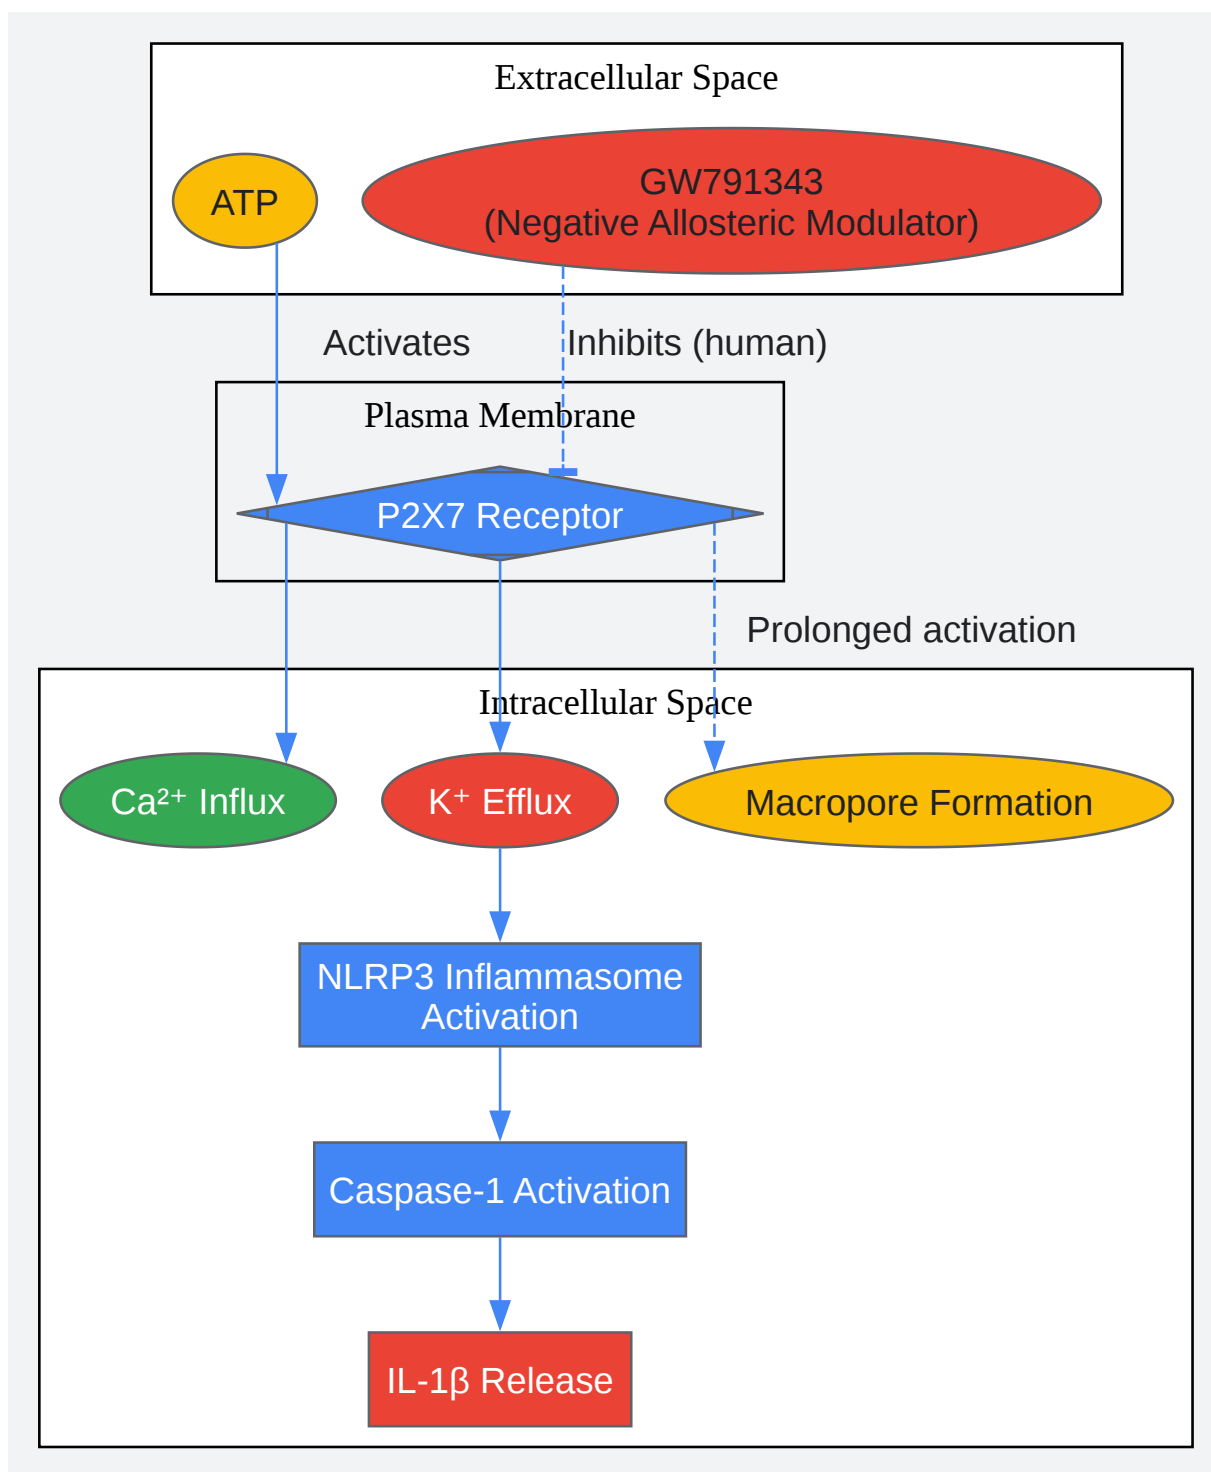 Extracellular Space
ATP
GW791343
(Negative Allosteric Modulator)
Activates
Inhibits (human)
Plasma Membrane
P2X7 Receptor
Prolonged activation
Intracellular Space
Ca²⁺ Influx
K⁺ Efflux
Macropore Formation
NLRP3 Inflammasome
Activation
Caspase-1 Activation
IL-1β Release